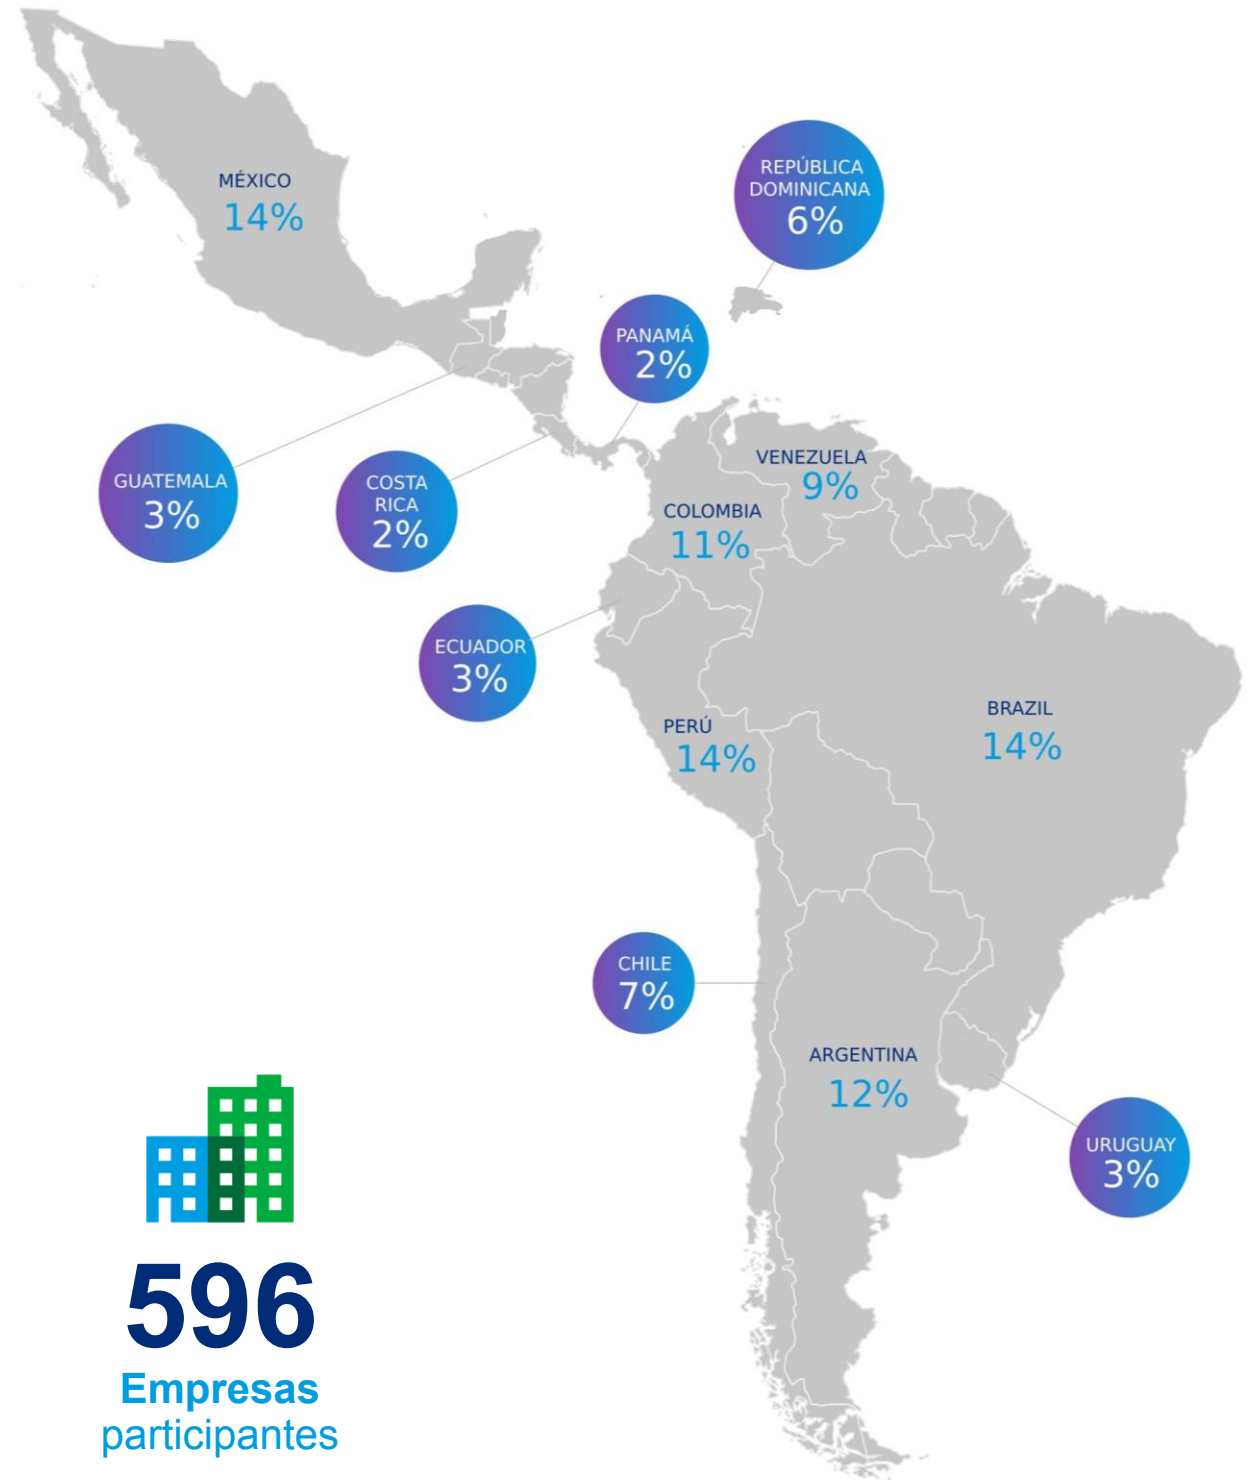 MÉXICO
14%
REPÚBLICA
DOMINICANA
6%
PANAMÁ
2%
GUATEMALA
3%
COSTA
RICA
2%
VENEZUELA
9%
COLOMBIA
11%
ECUADOR
3%
PERÚ
14%
BRAZIL
14%
CHILE
7%
ARGENTINA
12%
URUGUAY
3%
596
Empresas
participantes